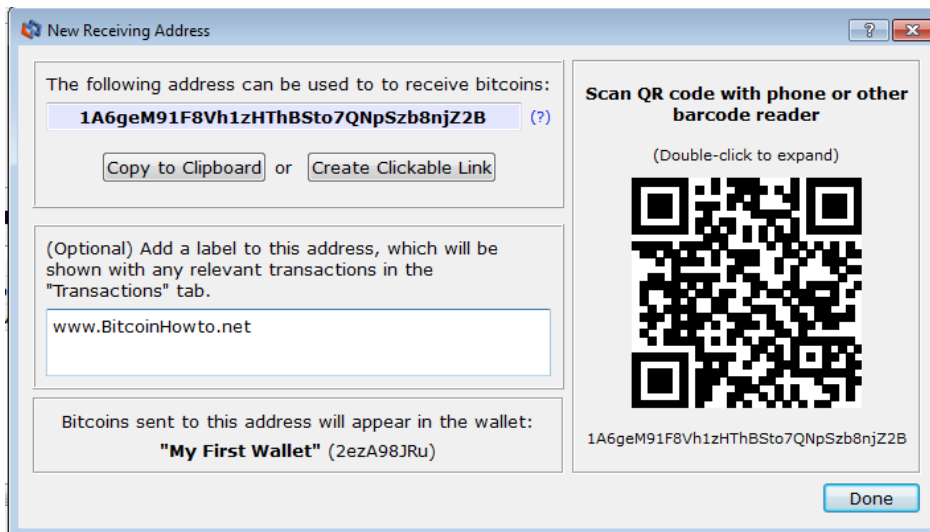 New Receiving Address
The following address can be used to to receive bitcoins:
1A6geM91F8Vh1zHThBSto7QNpSzb8njZ2B (?)
Copy to Clipboard or Create Clickable Link
(Optional) Add a label to this address, which will be
shown with any relevant transactions in the
"Transactions" tab.
www.BitcoinHowto.net
Bitcoins sent to this address will appear in the wallet:
"My First Wallet" (2ezA98JRu)
Scan QR code with phone or other
barcode reader
(Double-click to expand)
1A6geM91F8Vh1zHThBSto7QNpSzb8njZ2B
Done